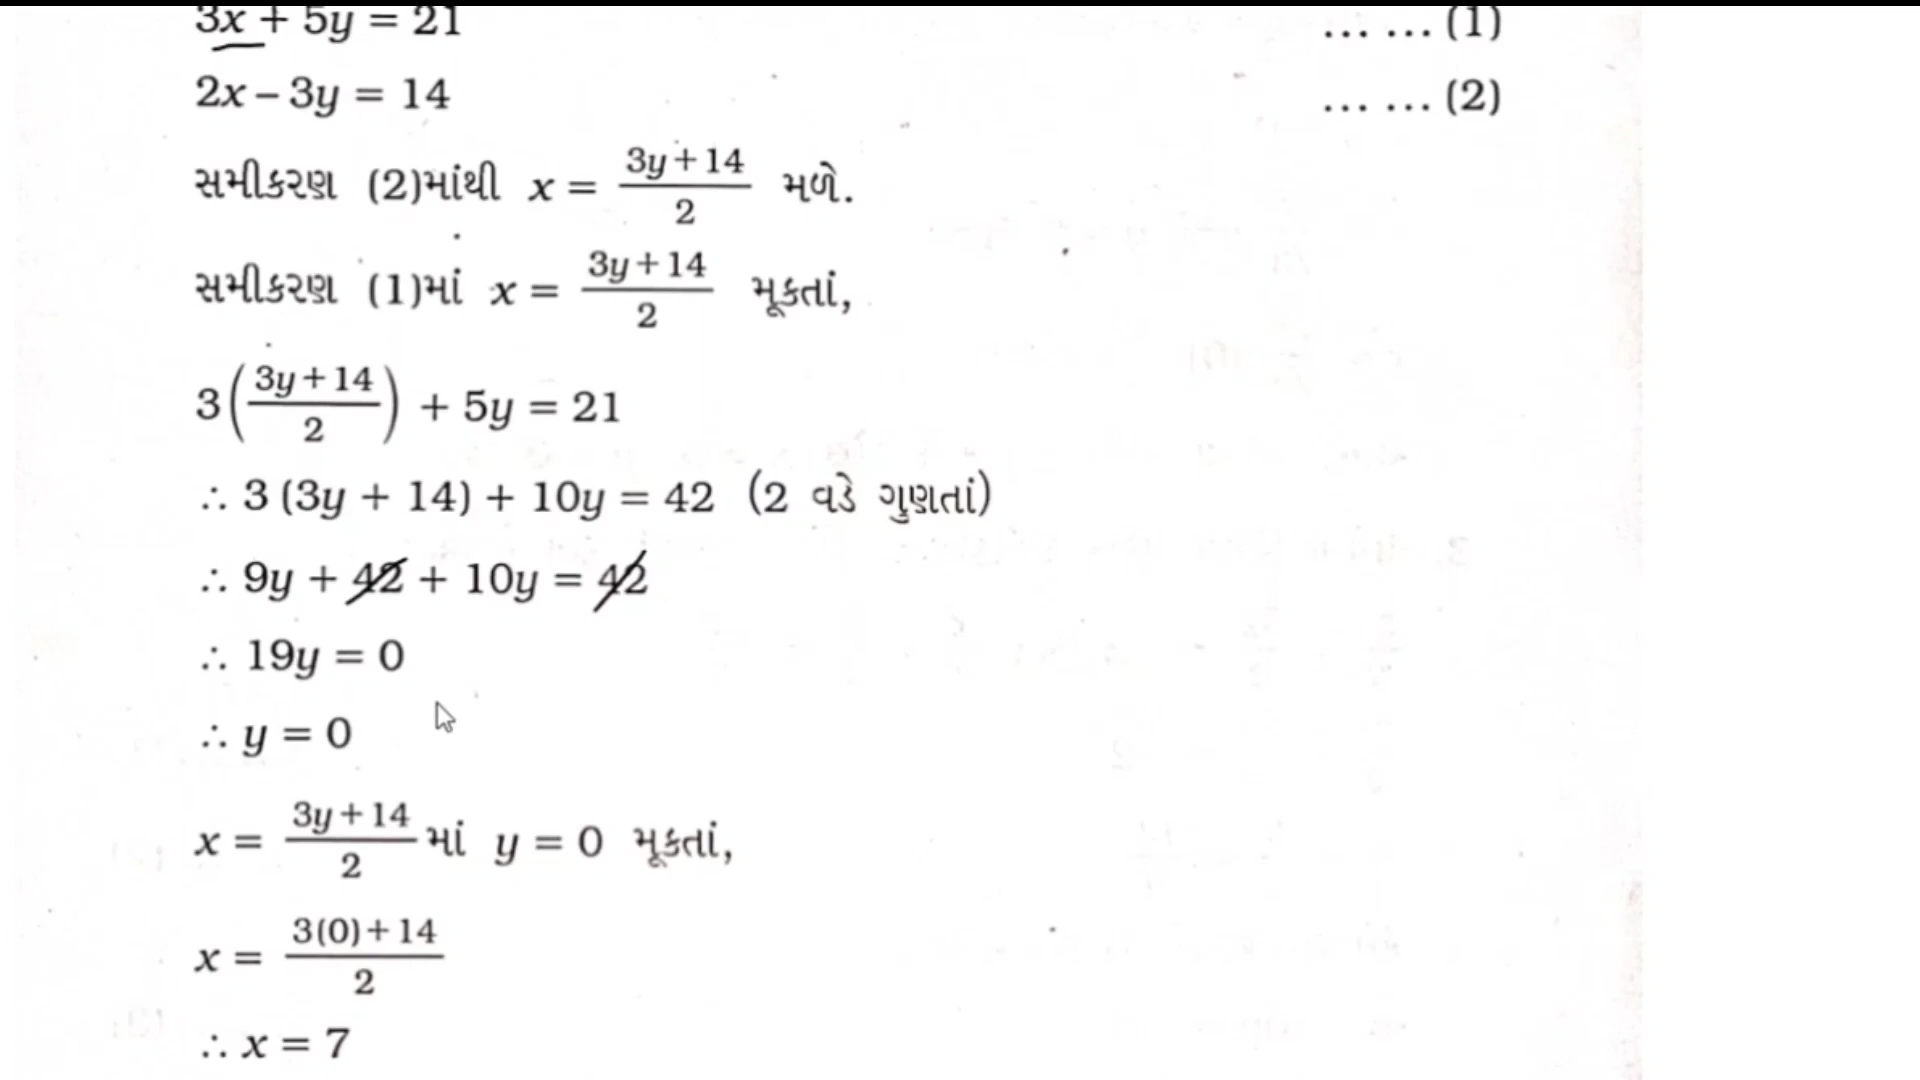 3x + 5y = 21 ... ... (1)
2x – 3y = 14 ... ... (2)
સમીકરણ (2)માંથી x = (3y + 14)/2 મળે.
સમીકરણ (1)માં x = (3y + 14)/2 મૂકતાં,
3((3y + 14)/2) + 5y = 21
∴ 3 (3y + 14) + 10y = 42 (2 વડે ગુણતાં)
∴ 9y + 42 + 10y = 42
∴ 19y = 0
∴ y = 0
x = (3y + 14)/2 માં y = 0 મૂકતાં,
x = (3(0) + 14)/2
∴ x = 7